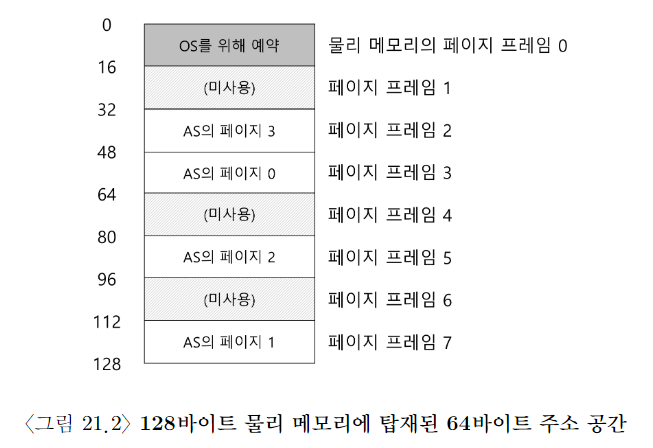 0
OS를 위해 예약 물리 메모리의 페이지 프레임 0
16
(미사용) 페이지 프레임 1
32
AS의 페이지 3 페이지 프레임 2
48
AS의 페이지 0 페이지 프레임 3
64
(미사용) 페이지 프레임 4
80
AS의 페이지 2 페이지 프레임 5
96
(미사용) 페이지 프레임 6
112
AS의 페이지 1 페이지 프레임 7
128
〈그림 21.2〉 128바이트 물리 메모리에 탑재된 64바이트 주소 공간